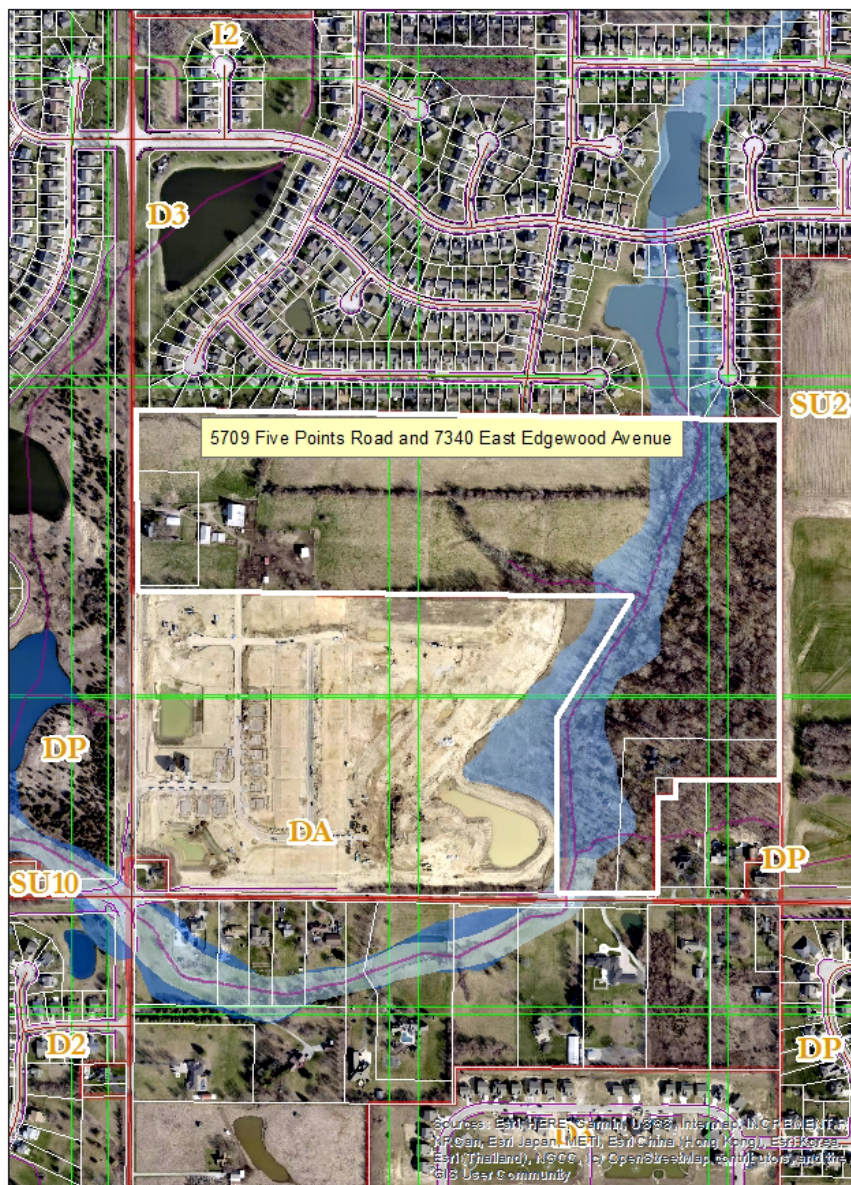 I2
D3
SU2
5709 Five Points Road and 7340 East Edgewood Avenue
DP
DA
DP
SU10
D2
DP
Sources: Esri, HERE, Garmin, USGS, Intermap, INCREMENT P,
NRCan, Esri Japan, METI, Esri China (Hong Kong), Esri Korea,
Esri (Thailand), NGCC, (c) OpenStreetMap contributors, and the
GIS User Community